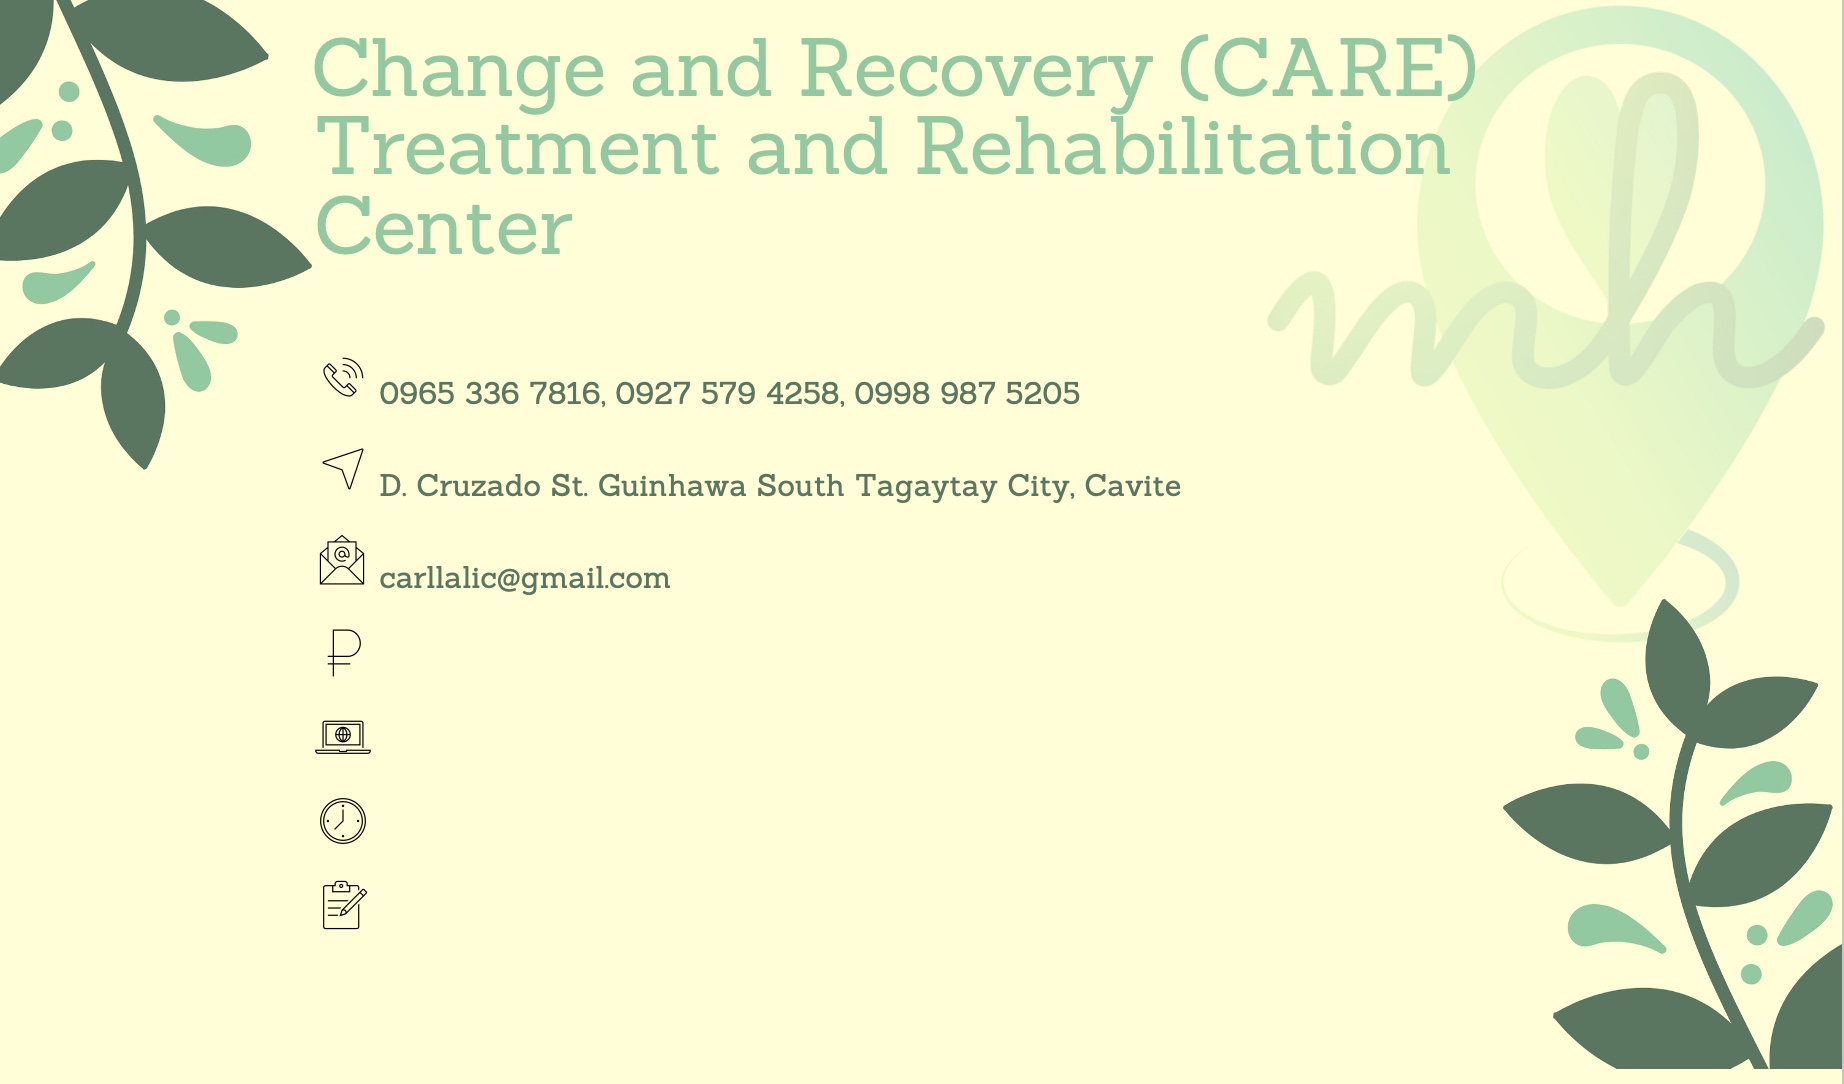 Change and Recovery (CARE)
Treatment and Rehabilitation
Center
mh
0965 336 7816, 0927 579 4258, 0998 987 5205
D. Cruzado St. Guinhawa South Tagaytay City, Cavite
carllalic@gmail.com